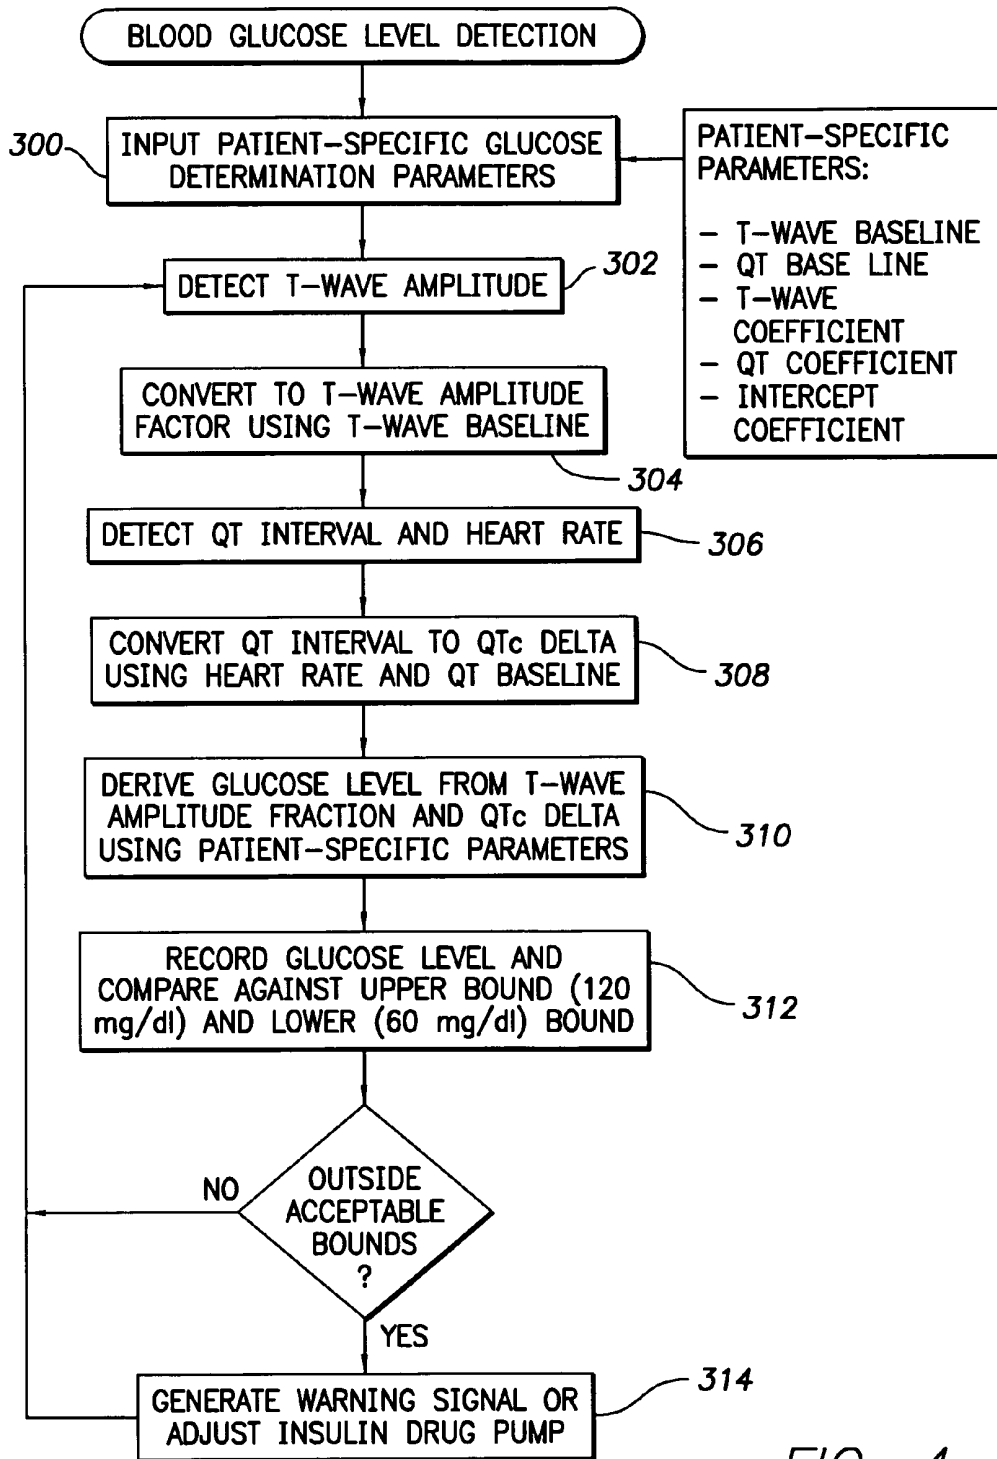 BLOOD GLUCOSE LEVEL DETECTION
300
INPUT PATIENT-SPECIFIC GLUCOSE
DETERMINATION PARAMETERS
PATIENT-SPECIFIC
PARAMETERS:
- T-WAVE BASELINE
- QT BASE LINE
- T-WAVE
COEFFICIENT
- QT COEFFICIENT
- INTERCEPT
COEFFICIENT
DETECT T-WAVE AMPLITUDE
302
CONVERT TO T-WAVE AMPLITUDE
FACTOR USING T-WAVE BASELINE
304
DETECT QT INTERVAL AND HEART RATE
306
CONVERT QT INTERVAL TO QTc DELTA
USING HEART RATE AND QT BASELINE
308
DERIVE GLUCOSE LEVEL FROM T-WAVE
AMPLITUDE FRACTION AND QTc DELTA
USING PATIENT-SPECIFIC PARAMETERS
310
RECORD GLUCOSE LEVEL AND
COMPARE AGAINST UPPER BOUND (120
mg/dl) AND LOWER (60 mg/dl) BOUND
312
NO
OUTSIDE
ACCEPTABLE
BOUNDS
?
YES
GENERATE WARNING SIGNAL OR
ADJUST INSULIN DRUG PUMP
314
FIG. 4